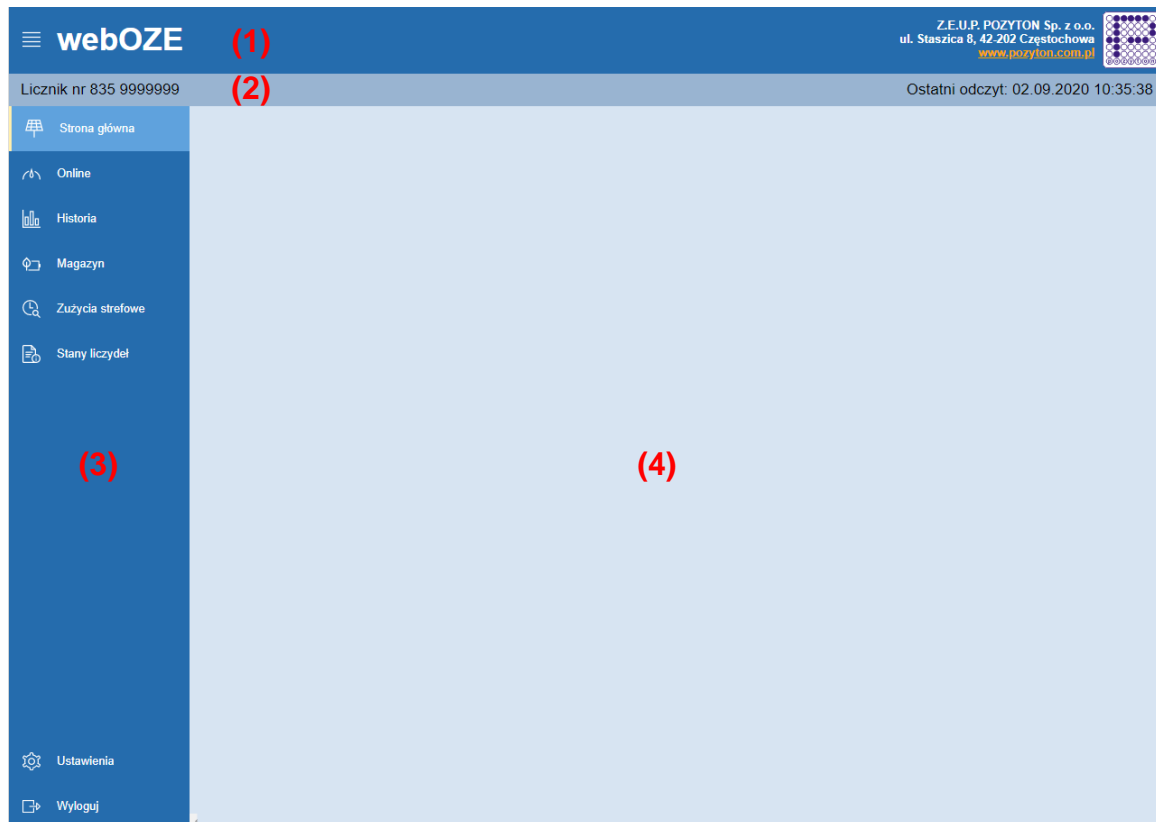 webOZE
(1)
Z.E.U.P. POZYTON Sp. z o.o.
ul. Staszica 8, 42-202 Częstochowa
www.pozyton.com.pl
Licznik nr 835 9999999
(2)
Ostatni odczyt: 02.09.2020 10:35:38
Strona główna
Online
Historia
Magazyn
Zużycia strefowe
Stany liczydeł
(3)
(4)
Ustawienia
Wyloguj